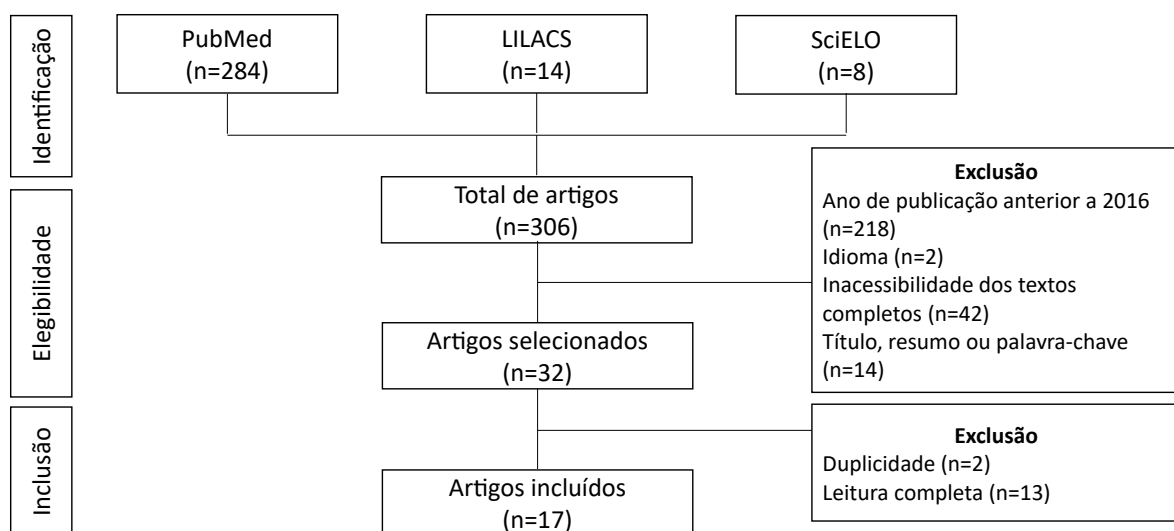 Identificação
PubMed
(n=284)
LILACS
(n=14)
SciELO
(n=8)
Elegibilidade
Total de artigos
(n=306)
Exclusão
Ano de publicação anterior a 2016
(n=218)
Idioma (n=2)
Inacessibilidade dos textos
completos (n=42)
Título, resumo ou palavra-chave
(n=14)
Artigos selecionados
(n=32)
Inclusão
Exclusão
Duplicidade (n=2)
Leitura completa (n=13)
Artigos incluídos
(n=17)